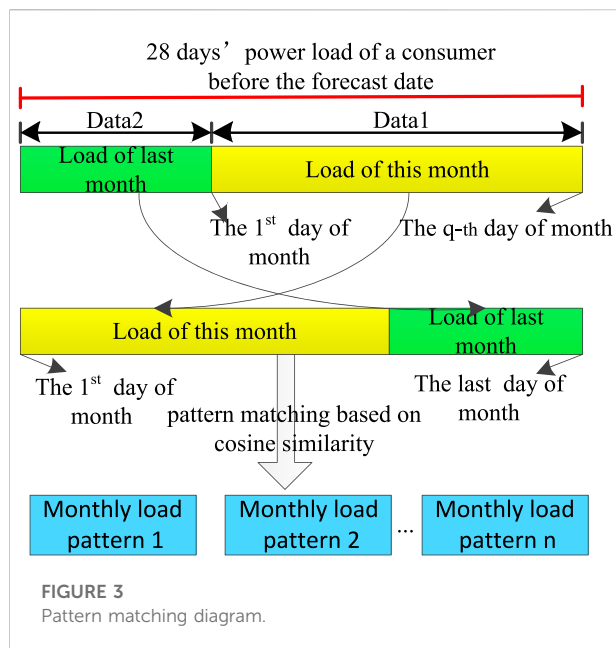 28 days’ power load of a consumer
before the forecast date
Data2
Data1
Load of last
month
Load of this month
The 1st day of
month
The q-th day of month
Load of this month
Load of last
month
The 1st day of
month
The last day of
month
pattern matching based on
cosine similarity
Monthly load
pattern 1
Monthly load
pattern 2
...
Monthly load
pattern n
FIGURE 3
Pattern matching diagram.